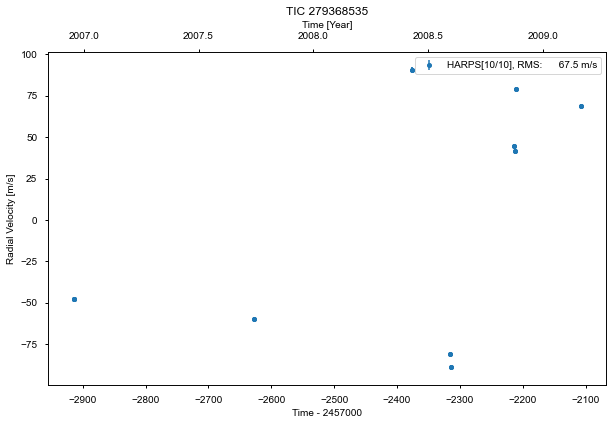 TIC 279368535
Time [Year]
2007.0 2007.5 2008.0 2008.5 2009.0
HARPS[10/10], RMS: 67.5 m/s
100
75
50
25
0
−25
−50
−75
Radial Velocity [m/s]
−2900 −2800 −2700 −2600 −2500 −2400 −2300 −2200 −2100
Time - 2457000